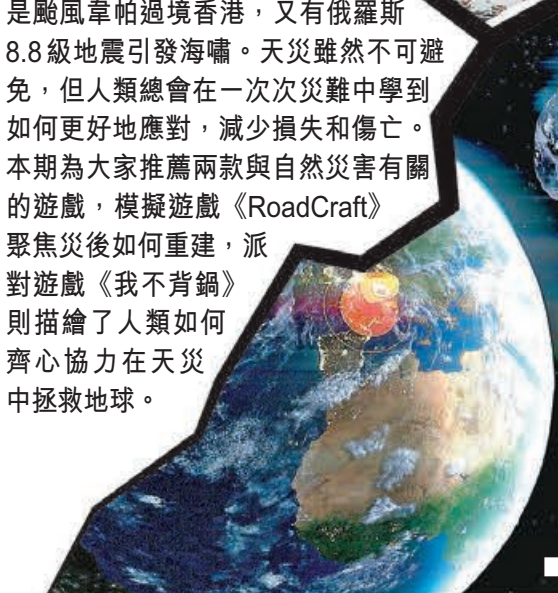 是颱風韋帕過境香港，又有俄羅斯
8.8級地震引發海嘯。天災雖然不可避
免，但人類總會在一次次災難中學到
如何更好地應對，減少損失和傷亡。
本期為大家推薦兩款與自然災害有關
的遊戲，模擬遊戲《RoadCraft》
聚焦災後如何重建，派
對遊戲《我不背鍋》
則描繪了人類如何
齊心協力在天災
中拯救地球。